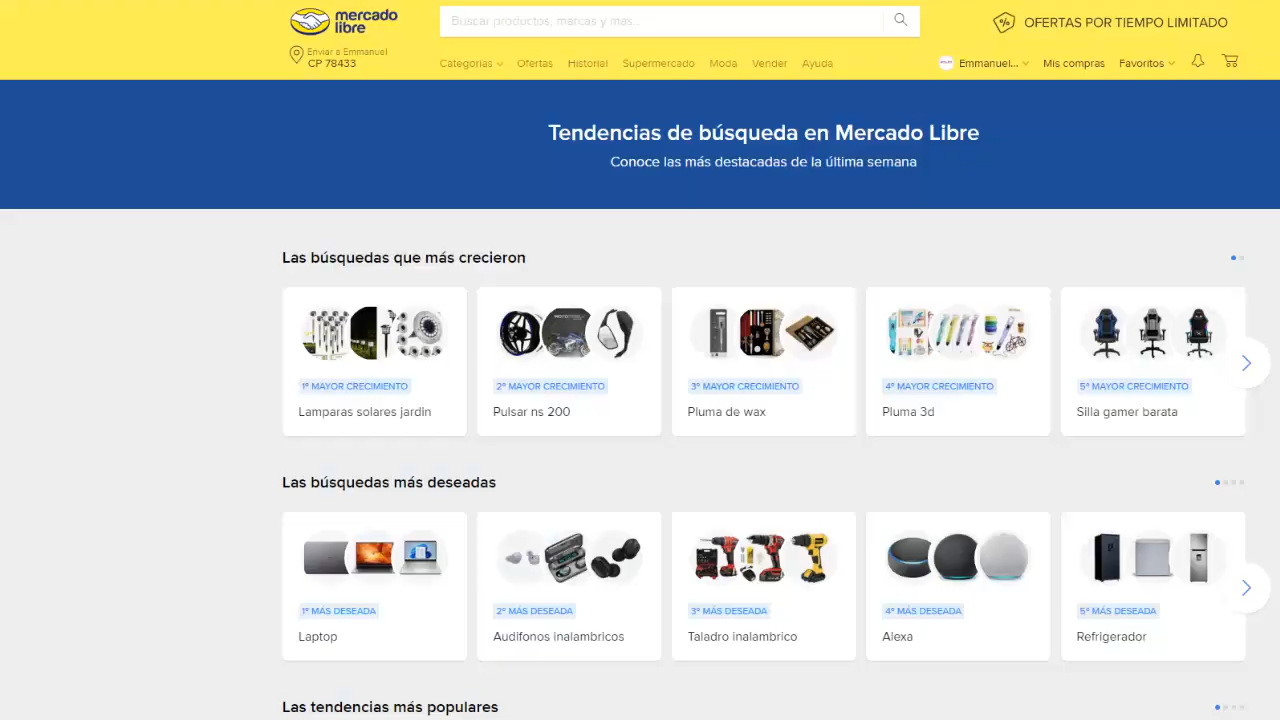 mercado
libre
Buscar productos, marcas y más...
OFERTAS POR TIEMPO LIMITADO
Enviar a Emmanuel
CP 78433
Categorías
Ofertas
Historial
Supermercado
Moda
Vender
Ayuda
Emmanuel...
Mis compras
Favoritos
Tendencias de búsqueda en Mercado Libre
Conoce las más destacadas de la última semana
Las búsquedas que más crecieron
1º MAYOR CRECIMIENTO
Lamparas solares jardin
2º MAYOR CRECIMIENTO
Pulsar ns 200
3º MAYOR CRECIMIENTO
Pluma de wax
4º MAYOR CRECIMIENTO
Pluma 3d
5º MAYOR CRECIMIENTO
Silla gamer barata
Las búsquedas más deseadas
1º MÁS DESEADA
Laptop
2º MÁS DESEADA
Audifonos inalambricos
3º MÁS DESEADA
Taladro inalambrico
4º MÁS DESEADA
Alexa
5º MÁS DESEADA
Refrigerador
Las tendencias más populares